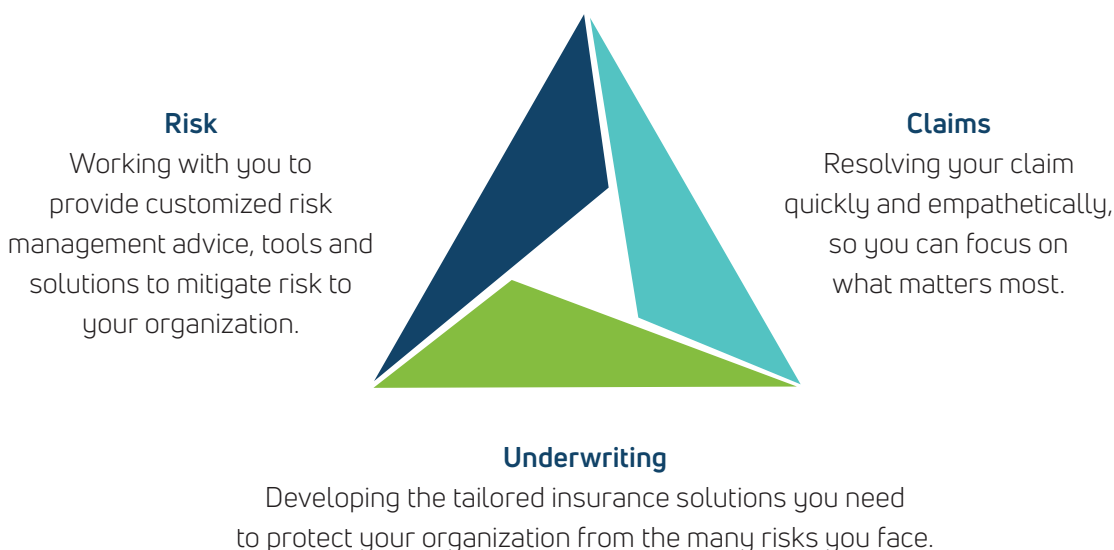 Risk
Working with you to
provide customized risk
management advice, tools and
solutions to mitigate risk to
your organization.
Claims
Resolving your claim
quickly and empathetically,
so you can focus on
what matters most.
Underwriting
Developing the tailored insurance solutions you need
to protect your organization from the many risks you face.